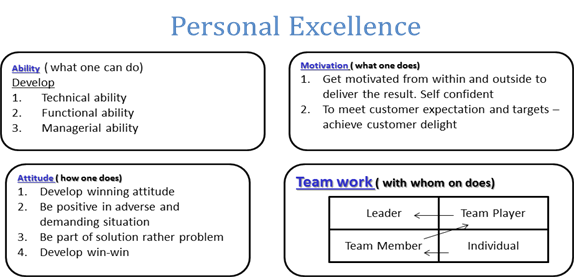 Personal Excellence
Ability ( what one can do)
Develop
1. Technical ability
2. Functional ability
3. Managerial ability
Motivation ( what one does)
1. Get motivated from within and outside to
deliver the result. Self confident
2. To meet customer expectation and targets –
achieve customer delight
Attitude ( how one does)
1. Develop winning attitude
2. Be positive in adverse and
demanding situation
3. Be part of solution rather problem
4. Develop win-win
Team work ( with whom on does)
Leader Team Player
Team Member Individual